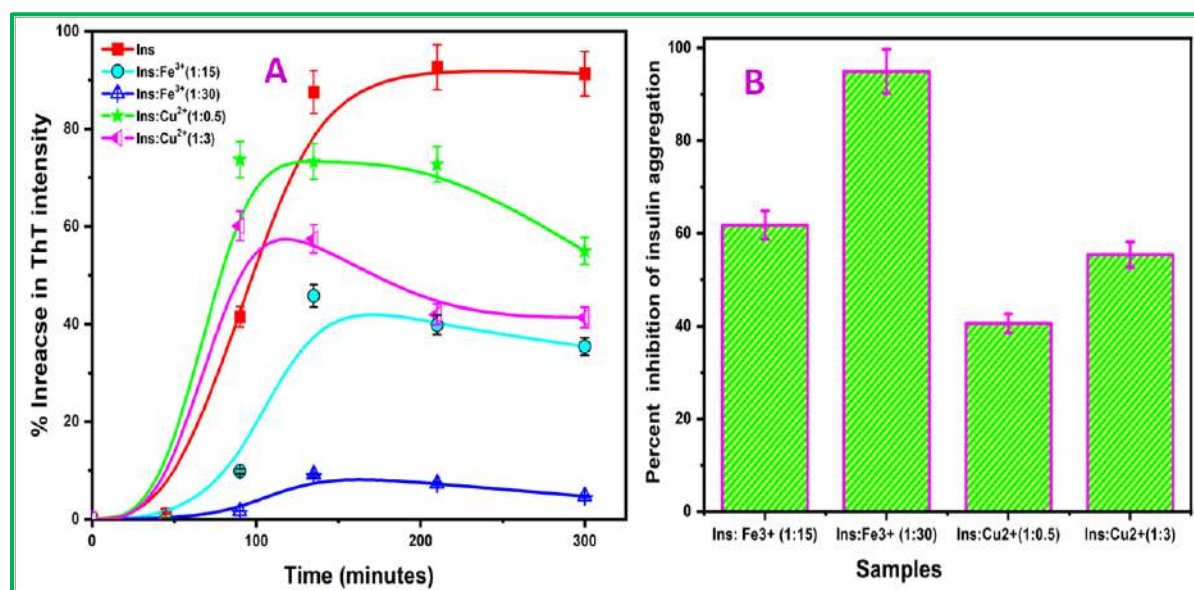 A
Ins
Ins:Fe³⁺(1:15)
Ins:Fe³⁺(1:30)
Ins:Cu²⁺(1:0.5)
Ins:Cu²⁺(1:3)
% Inreacse in ThT intensity
100
80
60
40
20
0
0
100
200
300
Time (minutes)
B
Percent inhibition of insulin aggregation
100
80
60
40
20
0
Ins: Fe3+ (1:15)
Ins:Fe3+ (1:30)
Ins:Cu2+(1:0.5)
Ins:Cu2+(1:3)
Samples